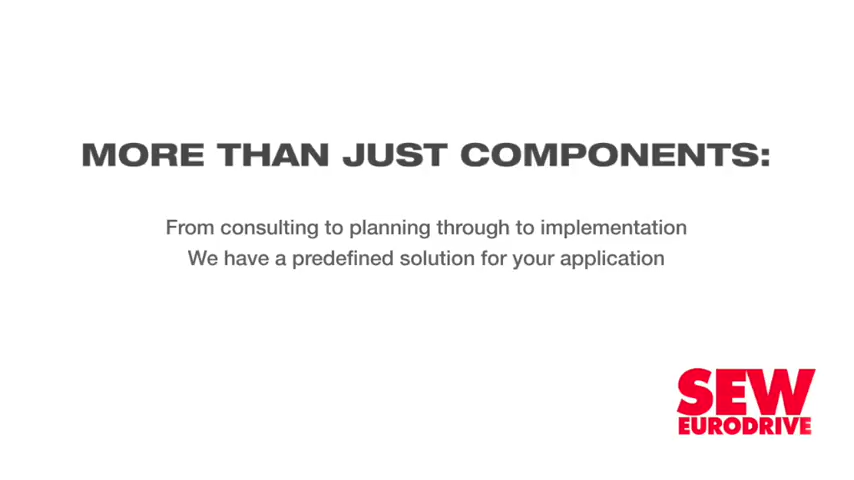 MORE THAN JUST COMPONENTS:
From consulting to planning through to implementation
We have a predefined solution for your application
SEW
EURODRIVE